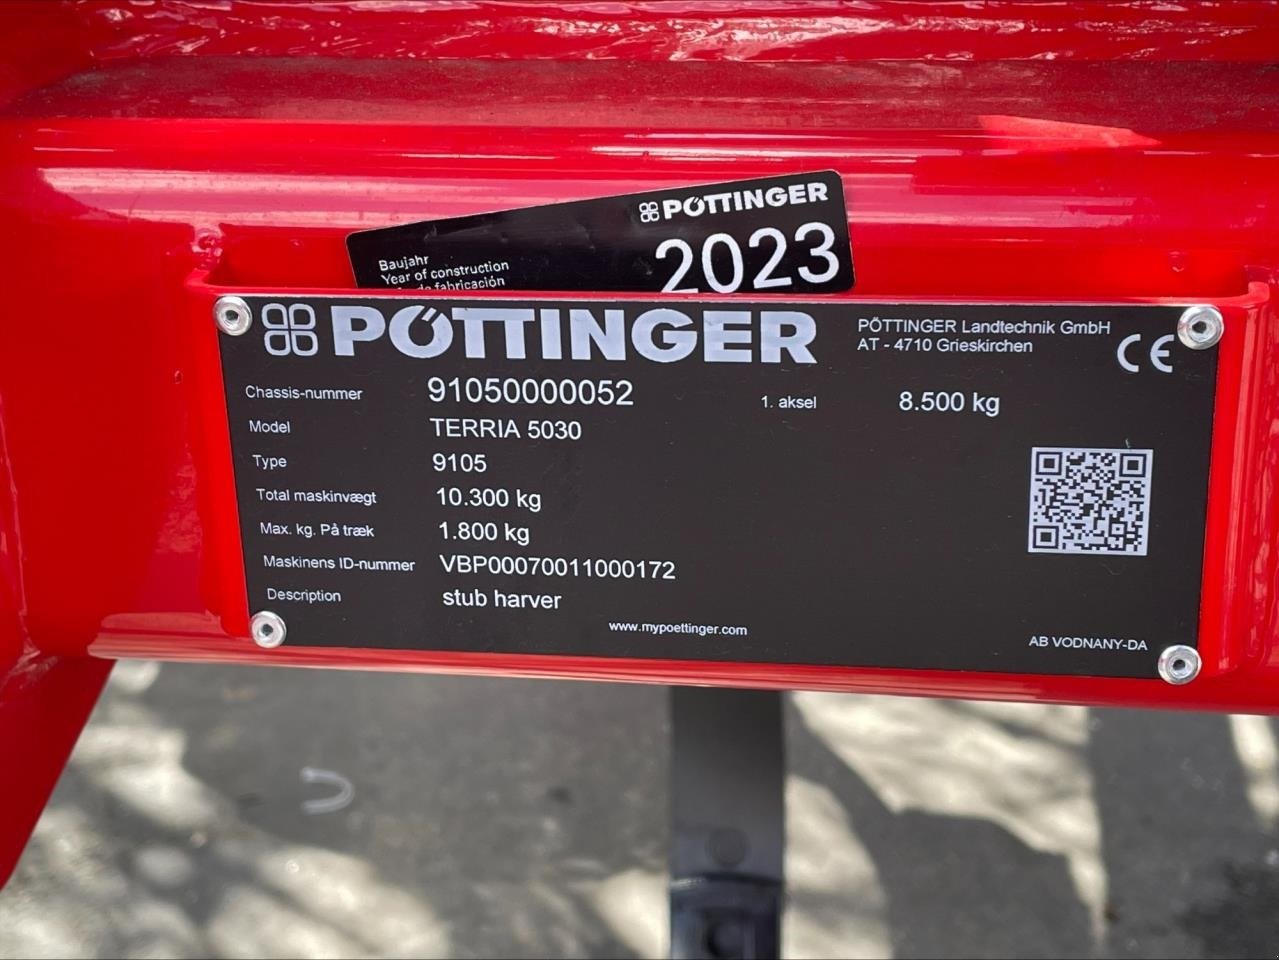 PÖTTINGER
2023
Baujahr
Year of construction
de fabricación
PÖTTINGER
PÖTTINGER Landtechnik GmbH
AT - 4710 Grieskirchen
CE
Chassis-nummer 91050000052 1. aksel 8.500 kg
Model TERRIA 5030
Type 9105
Total maskinvægt 10.300 kg
Max. kg. På træk 1.800 kg
Maskinens ID-nummer VBP00070011000172
Description stub harver
www.mypoettinger.com
AB VODNANY-DA